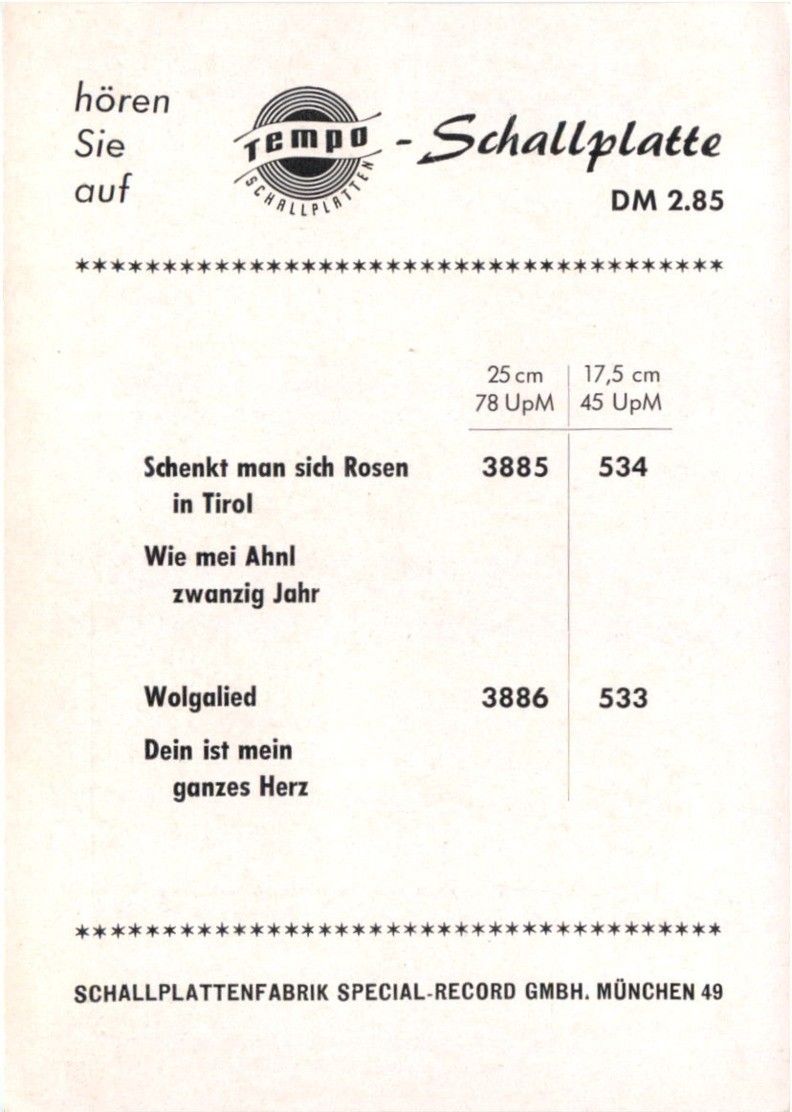 hören
Sie
auf
Tempo
SCHALLPLATTEN
- Schallplatte
DM 2.85
*************************************
25 cm | 17,5 cm
78 UpM | 45 UpM
Schenkt man sich Rosen 3885 534
in Tirol
Wie mei Ahnl
zwanzig Jahr
Wolgalied 3886 533
Dein ist mein
ganzes Herz
*************************************
SCHALLPLATTENFABRIK SPECIAL-RECORD GMBH. MÜNCHEN 49